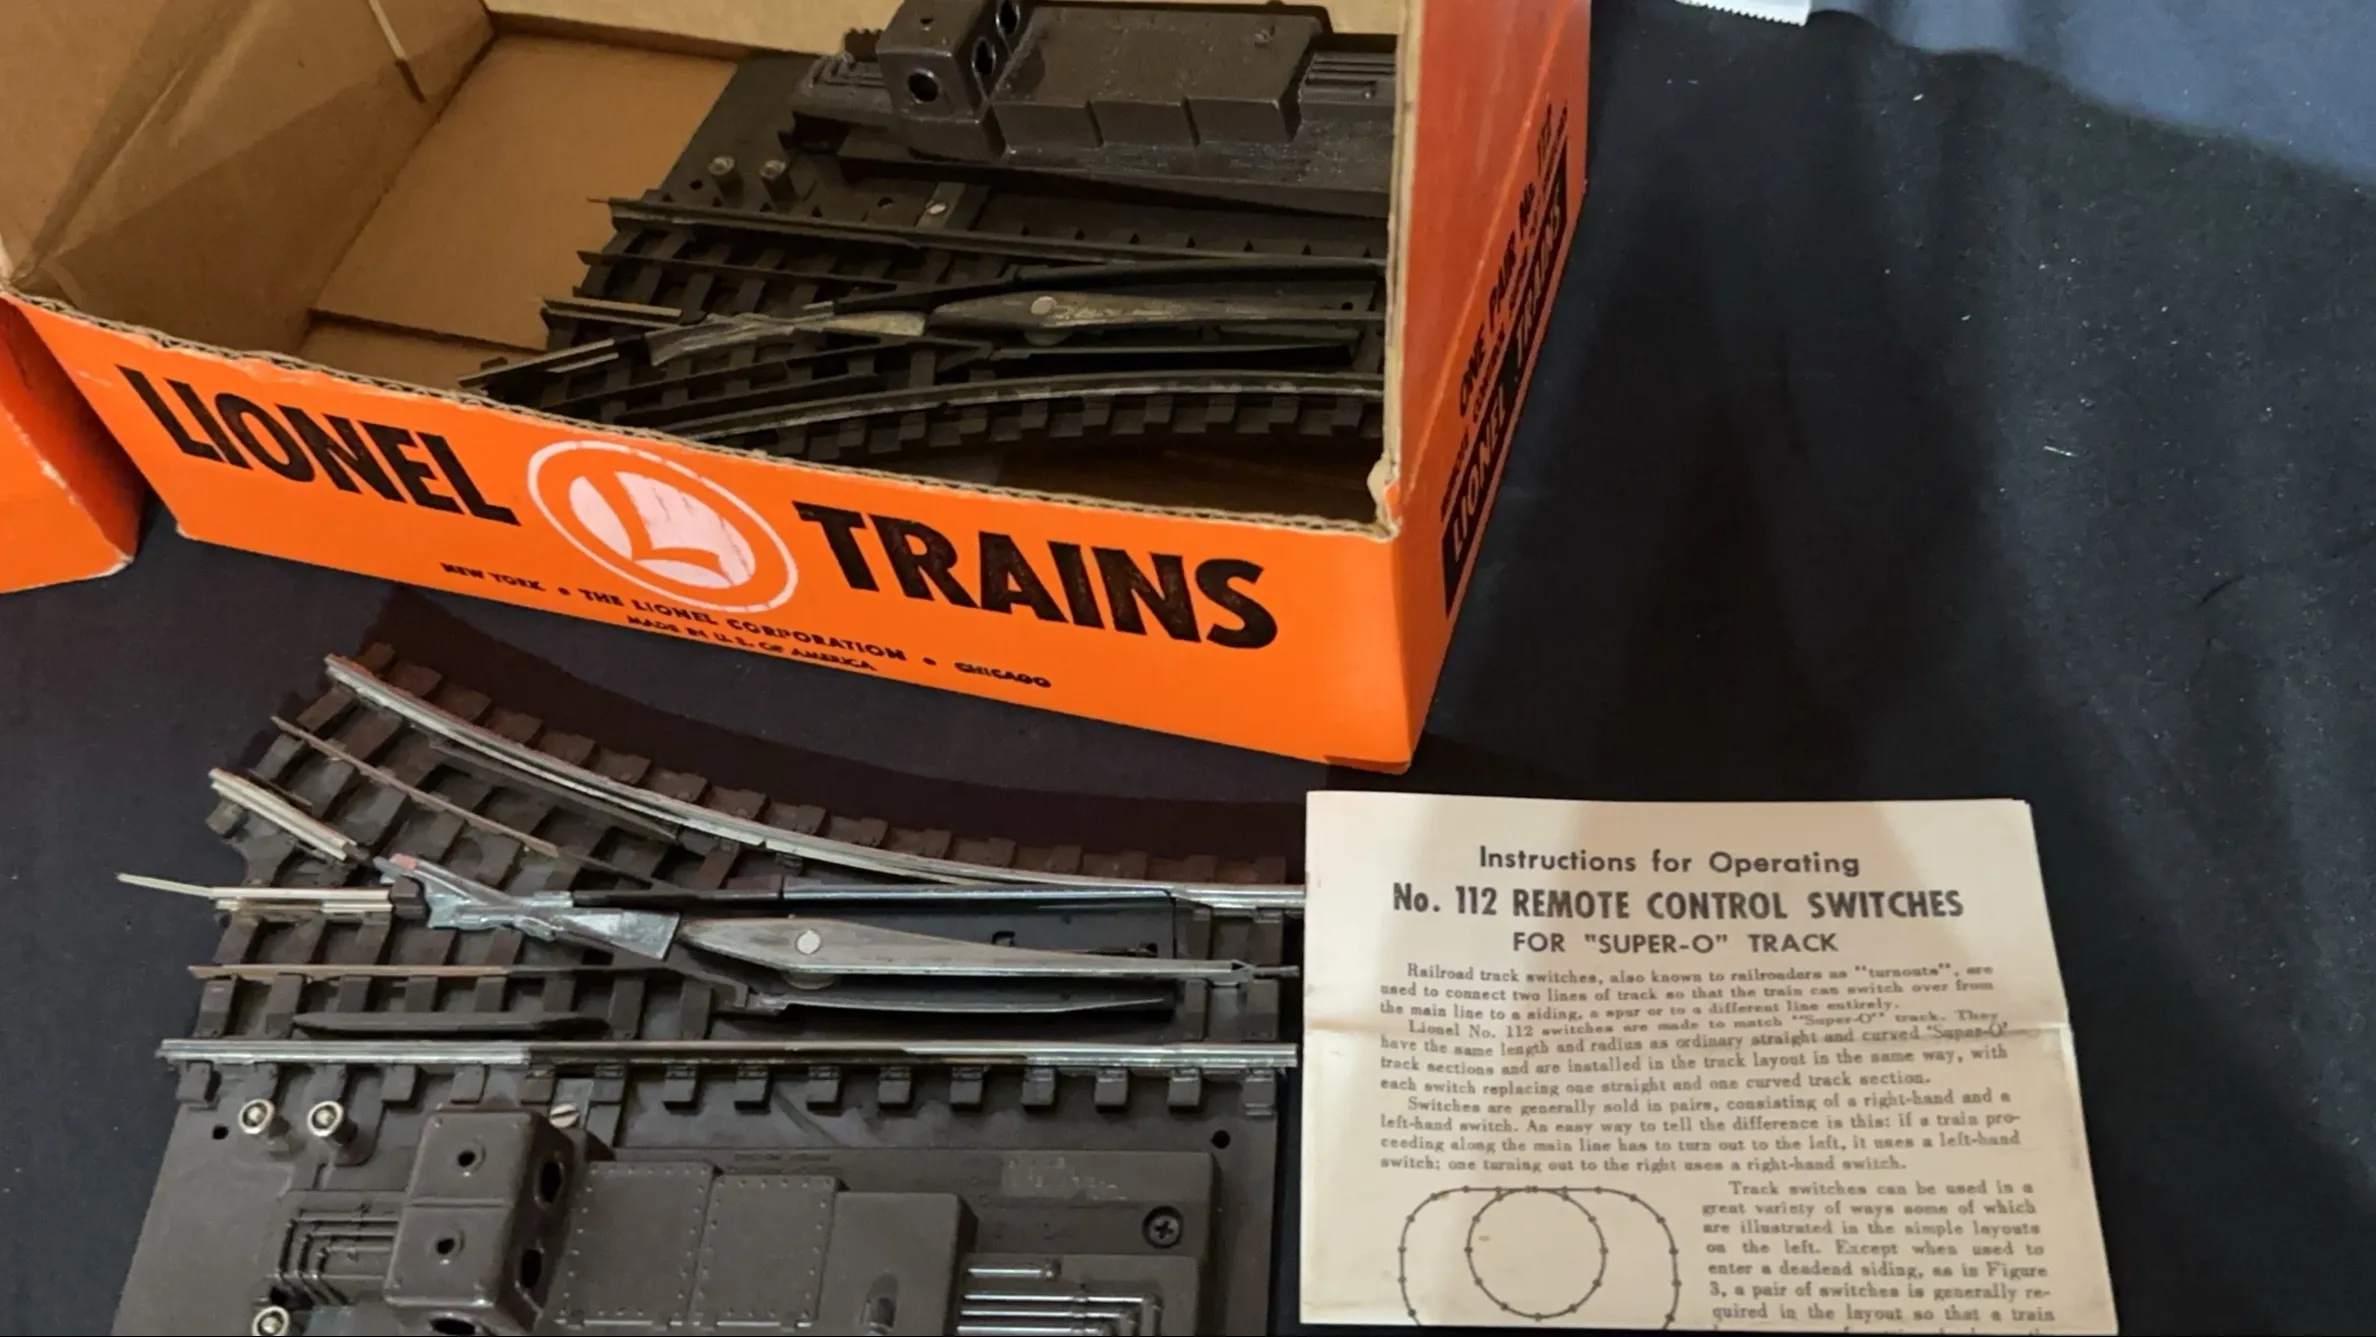 LIONEL TRAINS
NEW YORK • THE LIONEL CORPORATION • CHICAGO
MADE IN U. S. OF AMERICA
ONE PAIR No. 112
LIONEL TRAINS
Instructions for Operating
No. 112 REMOTE CONTROL SWITCHES
FOR "SUPER-O" TRACK
Railroad track switches, also known to railroaders as "turnouts", are
used to connect two lines of track so that the train can switch over from
the main line to a siding, a spur or to a different line entirely.
Lionel No. 112 switches are made to match "Super-O" track. They
have the same length and radius as ordinary straight and curved "Super-O"
track sections and are installed in the track layout in the same way, with
each switch replacing one straight and one curved track section.
Switches are generally sold in pairs, consisting of a right-hand and a
left-hand switch. An easy way to tell the difference is this: if a train pro-
ceeding along the main line has to turn out to the left, it uses a left-hand
switch; one turning out to the right uses a right-hand switch.
Track switches can be used in a
great variety of ways some of which
are illustrated in the simple layouts
on the left. Except when used to
enter a deadend siding, as in Figure
3, a pair of switches is generally re-
quired in the layout so that a train